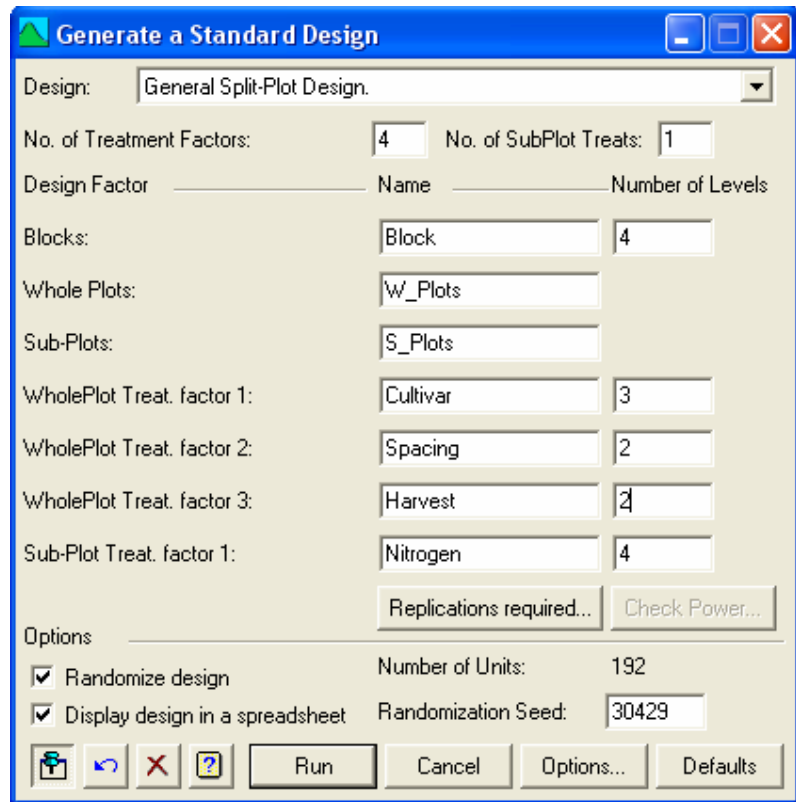 Generate a Standard Design
Design: General Split-Plot Design.
No. of Treatment Factors: 4 No. of SubPlot Treats: 1
Design Factor Name Number of Levels
Blocks: Block 4
Whole Plots: W_Plots
Sub-Plots: S_Plots
WholePlot Treat. factor 1: Cultivar 3
WholePlot Treat. factor 2: Spacing 2
WholePlot Treat. factor 3: Harvest 2
Sub-Plot Treat. factor 1: Nitrogen 4
Replications required... Check Power...
Options
Randomize design Number of Units: 192
Display design in a spreadsheet Randomization Seed: 30429
? Run Cancel Options... Defaults